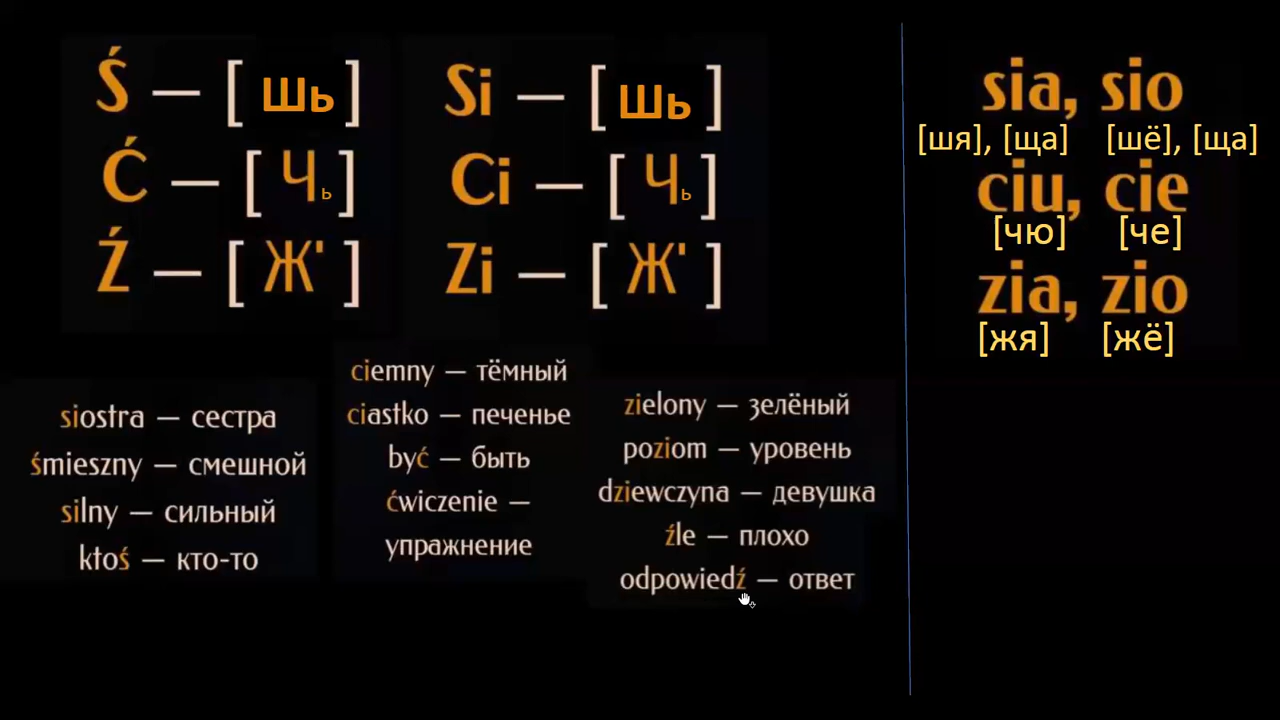 Ś — [ Шь ]
Ć — [ Чь ]
Ź — [ Ж' ]
Si — [ Шь ]
Ci — [ Чь ]
Zi — [ Ж' ]
siostra — сестра
śmieszny — смешной
silny — сильный
ktoś — кто-то
ciemny — тёмный
ciastko — печенье
być — быть
ćwiczenie —
упражнение
zielony — зелёный
poziom — уровень
dziewczyna — девушка
źle — плохо
odpowiedź — ответ
sia, sio
[шя], [ща] [шё], [ща]
ciu, cie
[чю] [че]
zia, zio
[жя] [жё]